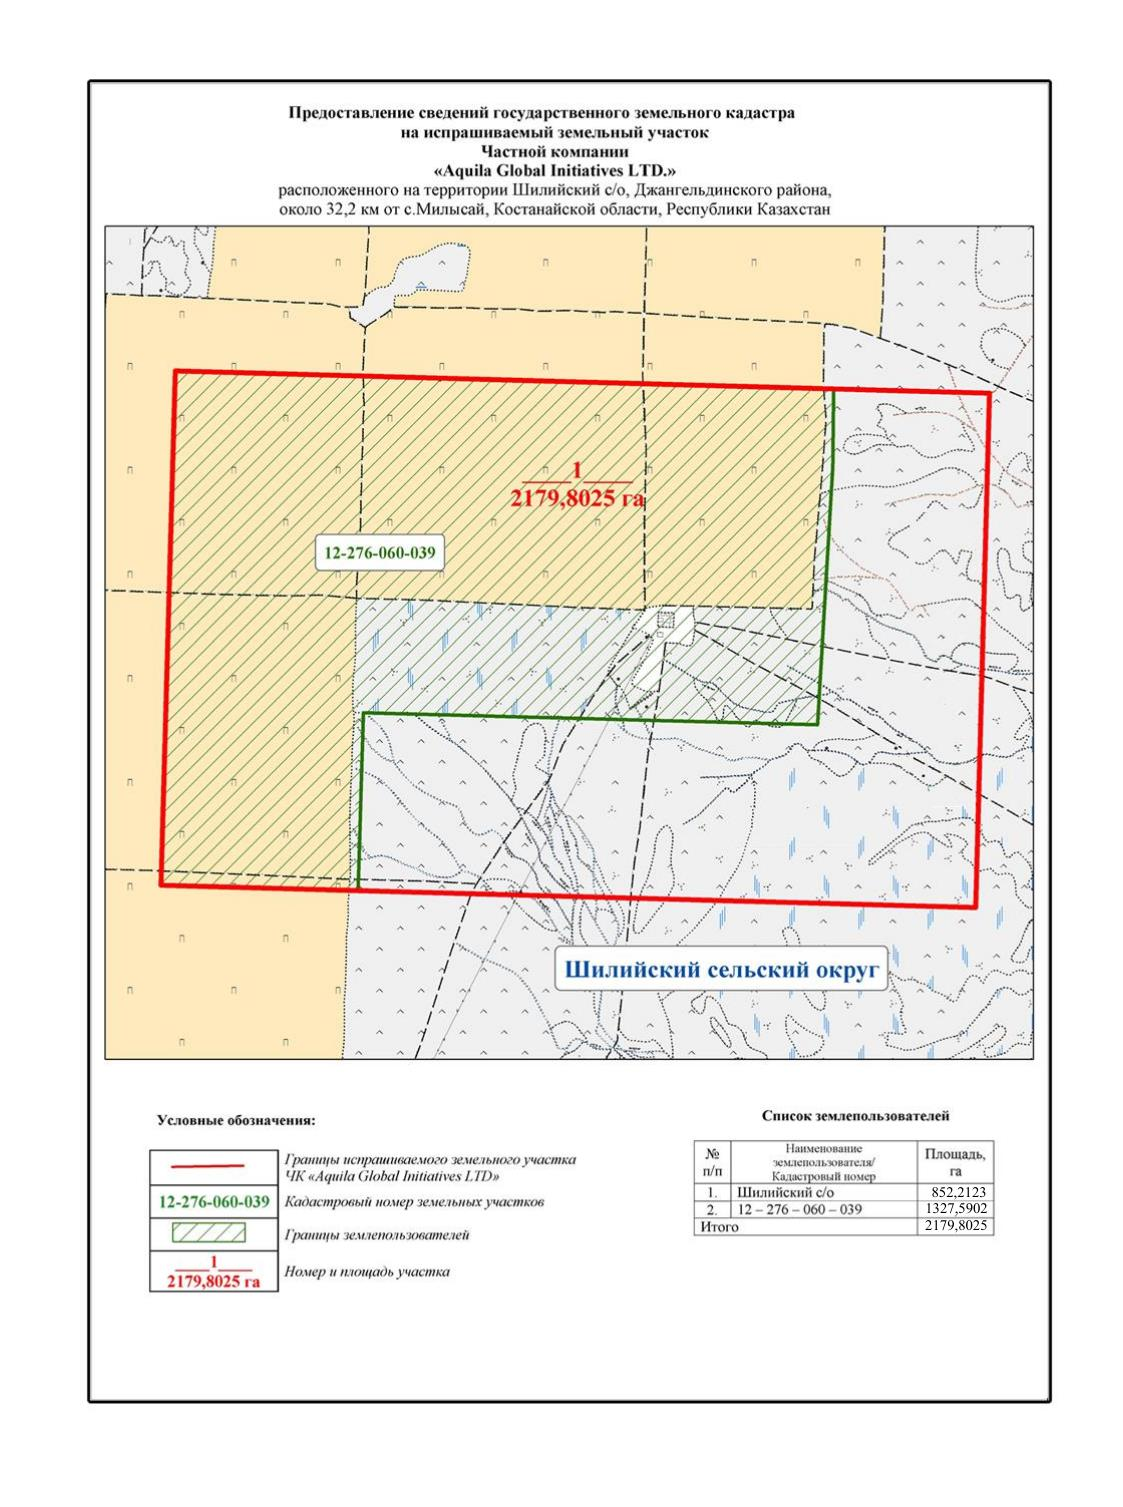 Предоставление сведений государственного земельного кадастра
на испрашиваемый земельный участок
Частной компании
«Aquila Global Initiatives LTD.»
расположенного на территории Шилийский с/о, Джангельдинского района,
около 32,2 км от с.Милысай, Костанайской области, Республики Казахстан
1
2179,8025 га
12-276-060-039
Шилийский сельский округ
Условные обозначения:
Границы испрашиваемого земельного участка
ЧК «Aquila Global Initiatives LTD»
12-276-060-039 Кадастровый номер земельных участков
Границы землепользователей
1
2179,8025 га
Номер и площадь участка
Список землепользователей
№ п/п
Наименование
землепользователя/
Кадастровый номер
Площадь,
га
1. Шилийский с/о 852,2123
2. 12 – 276 – 060 – 039 1327,5902
Итого 2179,8025